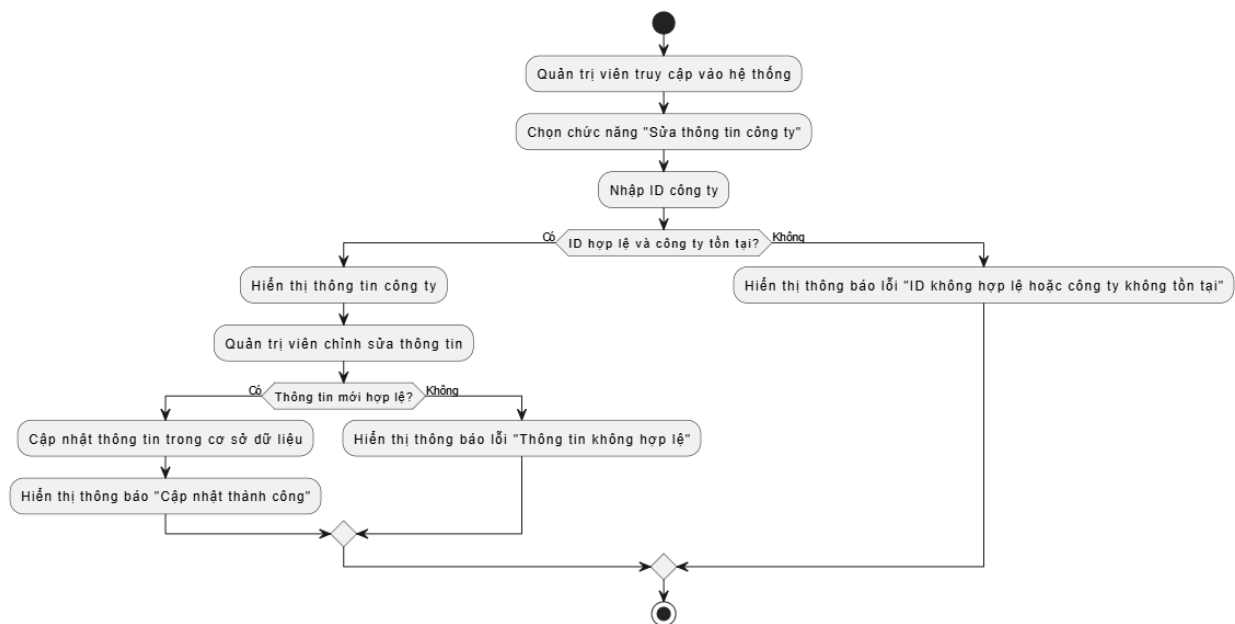 Quản trị viên truy cập vào hệ thống
Chọn chức năng "Sửa thông tin công ty"
Nhập ID công ty
Có
ID hợp lệ và công ty tồn tại?
Không
Hiển thị thông tin công ty
Hiển thị thông báo lỗi "ID không hợp lệ hoặc công ty không tồn tại"
Quản trị viên chỉnh sửa thông tin
Có
Thông tin mới hợp lệ?
Không
Cập nhật thông tin trong cơ sở dữ liệu
Hiển thị thông báo lỗi "Thông tin không hợp lệ"
Hiển thị thông báo "Cập nhật thành công"